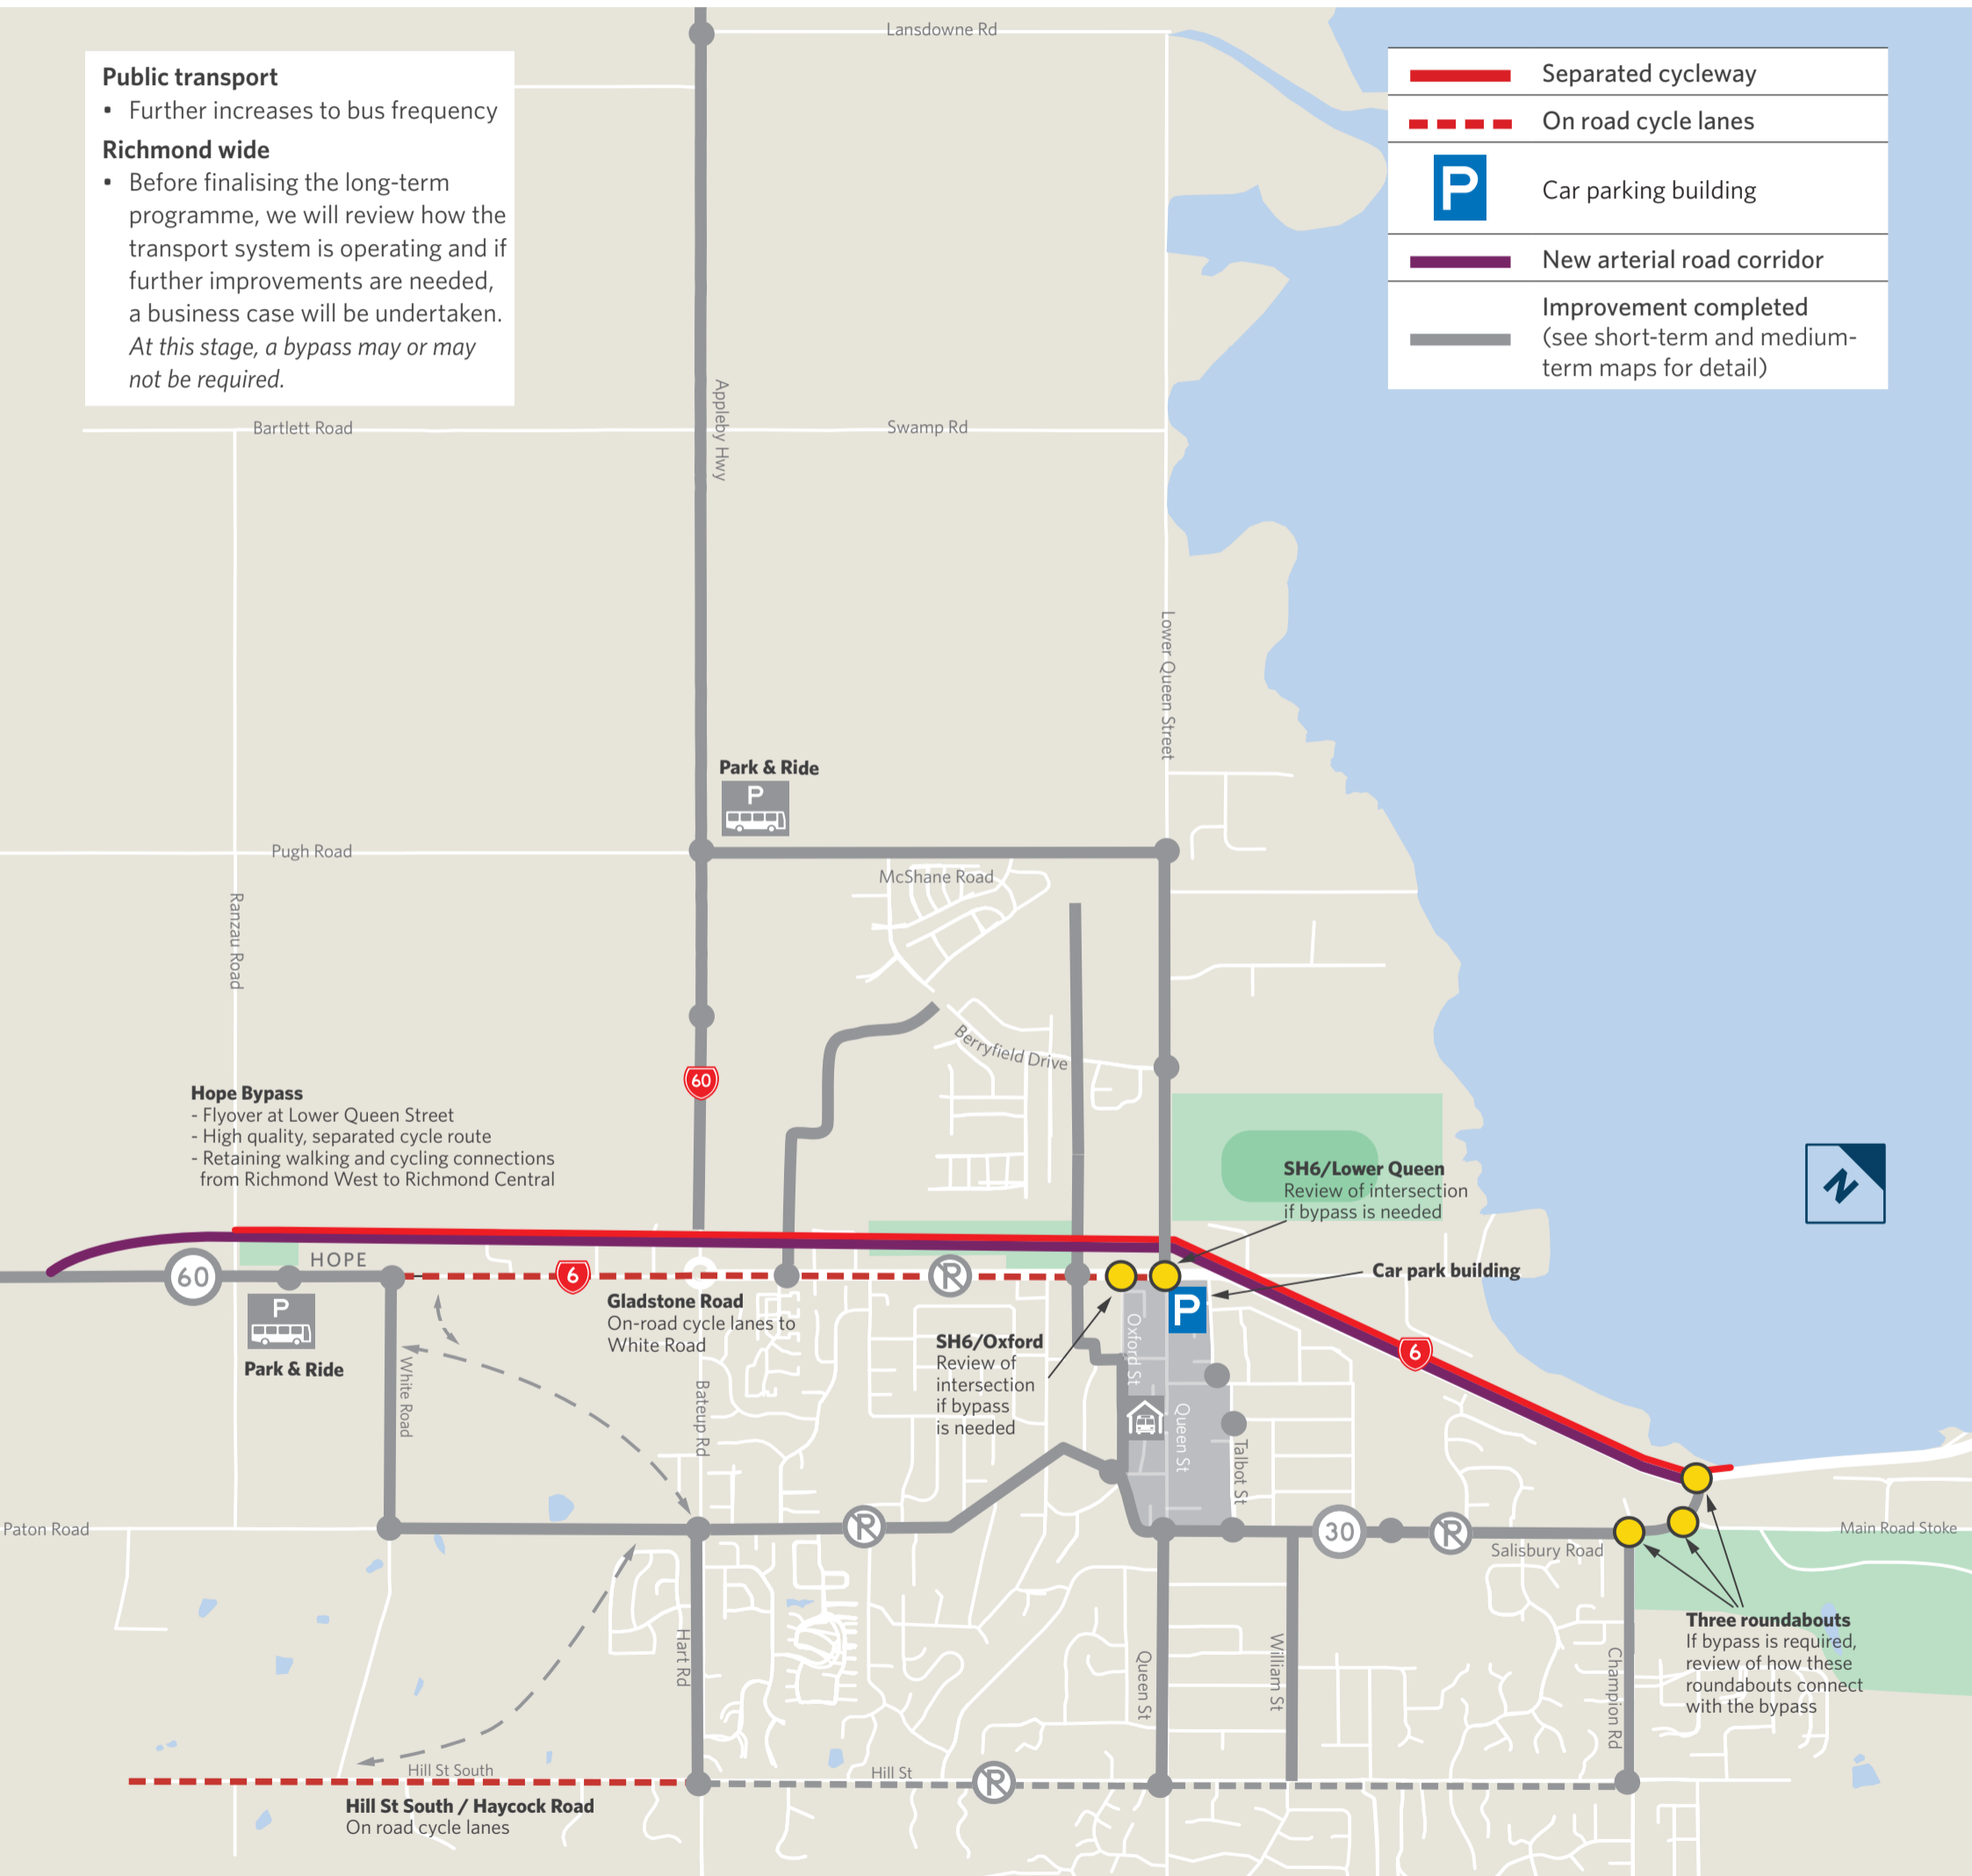 Lansdowne Rd
Public transport
• Further increases to bus frequency
Richmond wide
• Before finalising the long-term
programme, we will review how the
transport system is operating and if
further improvements are needed,
a business case will be undertaken.
At this stage, a bypass may or may
not be required.
Separated cycleway
On road cycle lanes
P
Car parking building
New arterial road corridor
Improvement completed
(see short-term and medium-
term maps for detail)
Appleby Hwy
Bartlett Road
Swamp Rd
Lower Queen Street
Park & Ride
P
Pugh Road
McShane Road
Ranzau Road
Berryfield Drive
60
Hope Bypass
- Flyover at Lower Queen Street
- High quality, separated cycle route
- Retaining walking and cycling connections
from Richmond West to Richmond Central
SH6/Lower Queen
Review of intersection
if bypass is needed
N
60
HOPE
6
P
Car park building
P
Park & Ride
Gladstone Road
On-road cycle lanes to
White Road
SH6/Oxford
Review of
intersection
if bypass
is needed
P
Oxford St
6
White Road
Bateup Rd
Queen St
Talbot St
Paton Road
P
30
P
Salisbury Road
Main Road Stoke
Three roundabouts
If bypass is required,
review of how these
roundabouts connect
with the bypass
Hart Rd
Queen St
William St
Champion Rd
Hill St South
Hill St
P
Hill St South / Haycock Road
On road cycle lanes